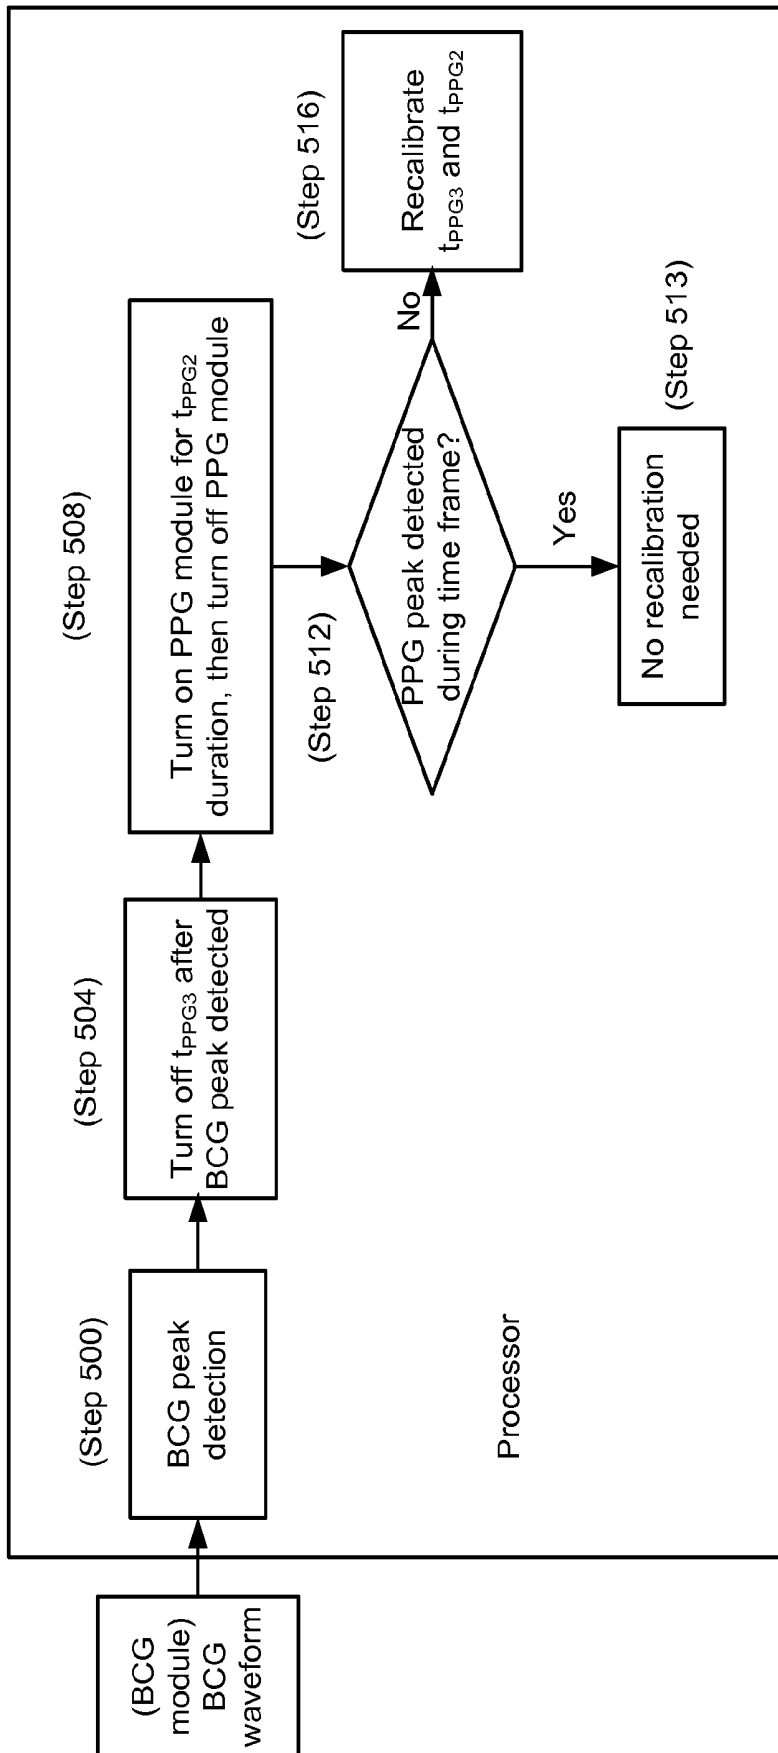 (BCG
module)
BCG
waveform
(Step 500)
BCG peak
detection
(Step 504)
Turn off tPPG3 after
BCG peak detected
(Step 508)
Turn on PPG module for tPPG2
duration, then turn off PPG module
(Step 512)
PPG peak detected
during time frame?
No
(Step 516)
Recalibrate
tPPG3 and tPPG2
Yes
(Step 513)
No recalibration
needed
Processor